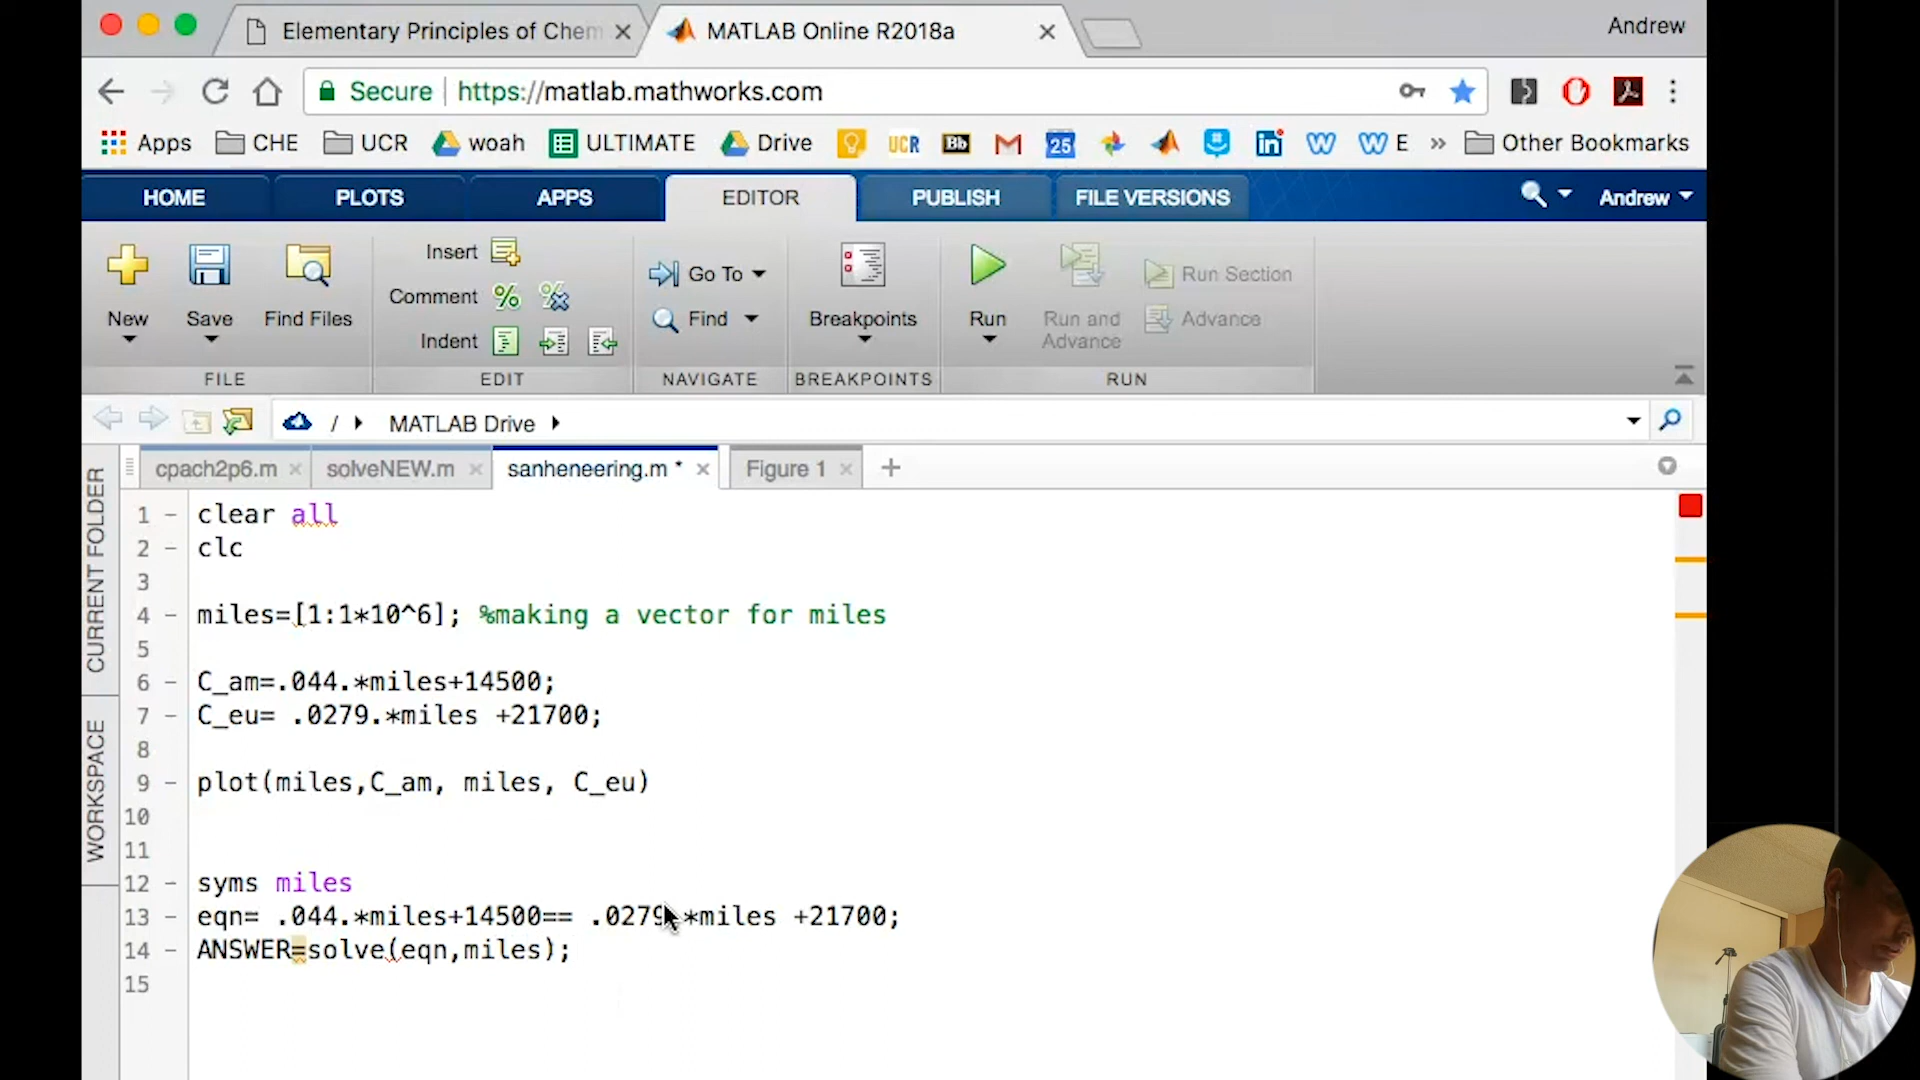 Elementary Principles of Chem
MATLAB Online R2018a
Andrew
Secure
https://matlab.mathworks.com
Apps
CHE
UCR
woah
ULTIMATE
Drive
UCR
Bb
25
in
E
»
Other Bookmarks
HOME
PLOTS
APPS
EDITOR
PUBLISH
FILE VERSIONS
Andrew
New
Save
Find Files
Insert
Comment
Indent
Go To
Find
Breakpoints
Run
Run and Advance
Run Section
Advance
FILE
EDIT
NAVIGATE
BREAKPOINTS
RUN
/
MATLAB Drive
CURRENT FOLDER
WORKSPACE
cpach2p6.m
solveNEW.m
sanheneering.m *
Figure 1
1 clear all
2 clc
3
4 miles=[1:1*10^6]; %making a vector for miles
5
6 C_am=.044.*miles+14500;
7 C_eu= .0279.*miles +21700;
8
9 plot(miles,C_am, miles, C_eu)
10
11
12 syms miles
13 eqn= .044.*miles+14500== .0279.*miles +21700;
14 ANSWER=solve(eqn,miles);
15